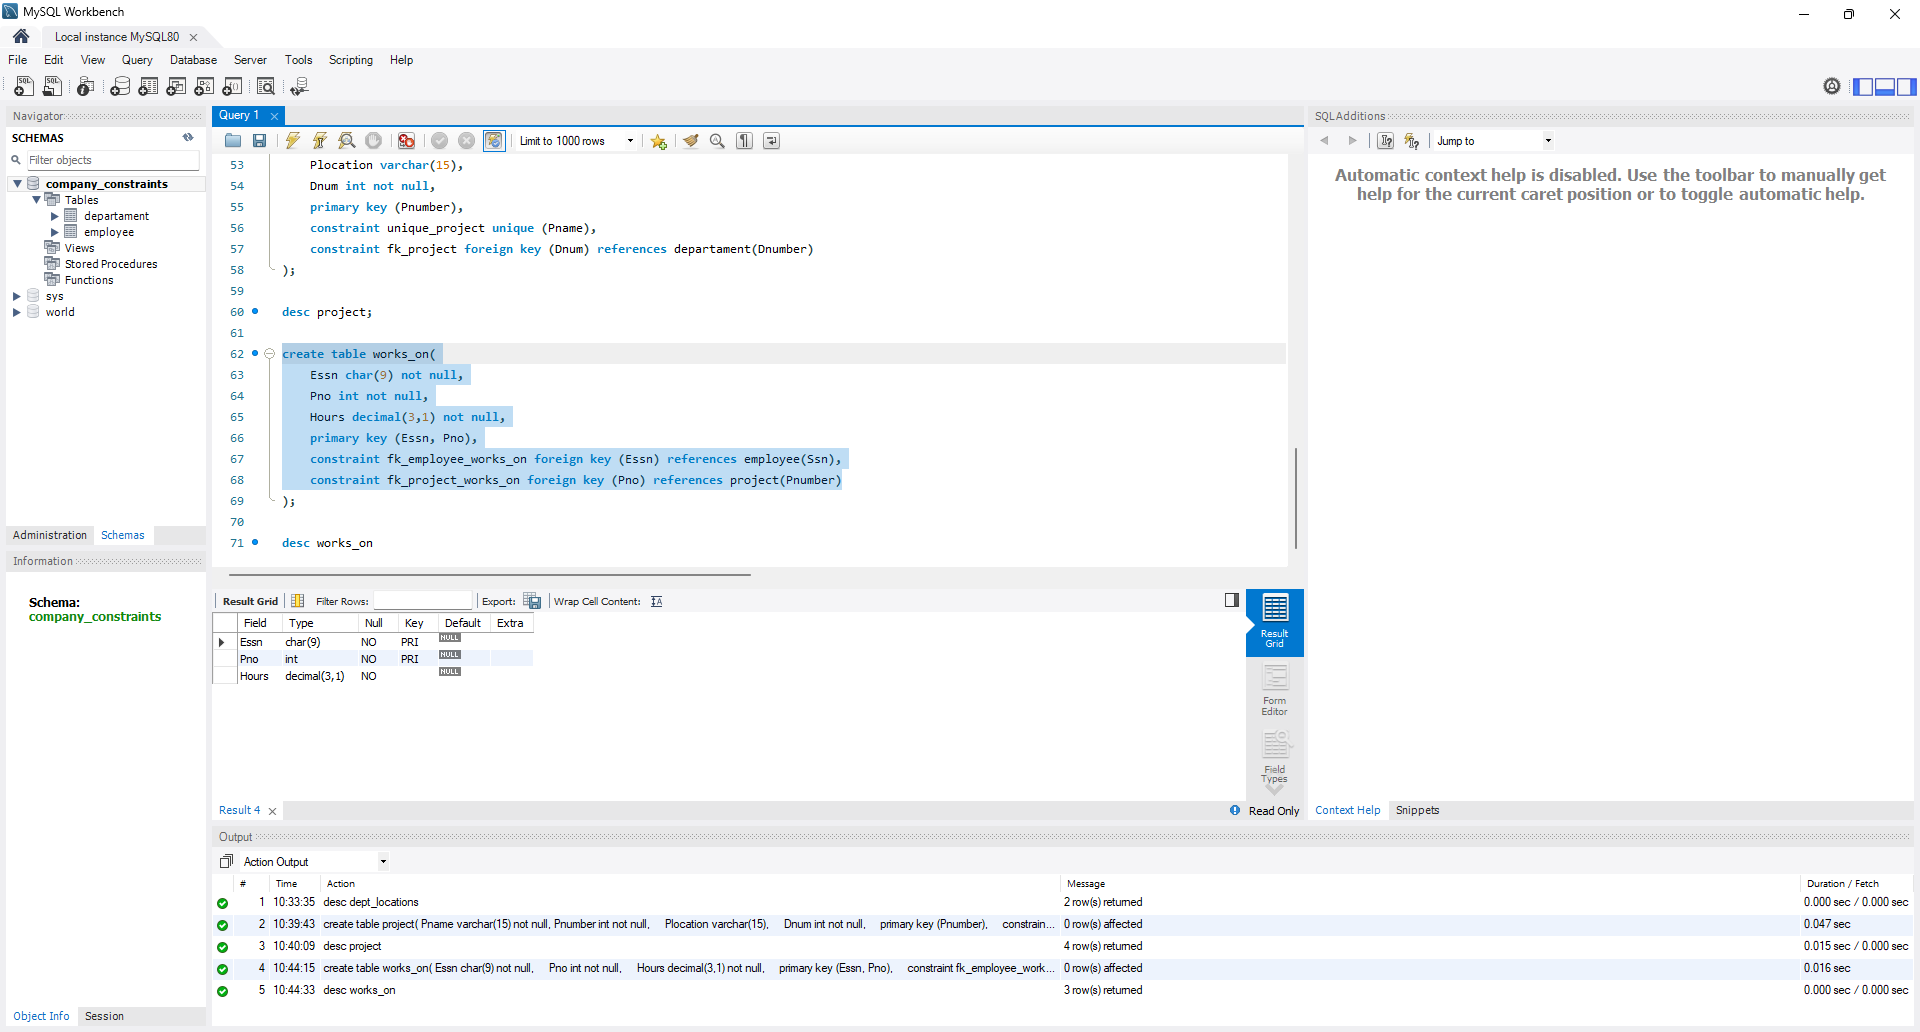 MySQL Workbench
Local instance MySQL80
File Edit View Query Database Server Tools Scripting Help
Navigator
SCHEMAS
Filter objects
company_constraints
Tables
departament
employee
Views
Stored Procedures
Functions
sys
world
Administration Schemas
Information
Schema:
company_constraints
Object Info Session
Query 1
Limit to 1000 rows
53 Plocation varchar(15),
54 Dnum int not null,
55 primary key (Pnumber),
56 constraint unique_project unique (Pname),
57 constraint fk_project foreign key (Dnum) references departament(Dnumber)
58 );
59
60 desc project;
61
62 create table works_on(
63 Essn char(9) not null,
64 Pno int not null,
65 Hours decimal(3,1) not null,
66 primary key (Essn, Pno),
67 constraint fk_employee_works_on foreign key (Essn) references employee(Ssn),
68 constraint fk_project_works_on foreign key (Pno) references project(Pnumber)
69 );
70
71 desc works_on
Result Grid Filter Rows: Export: Wrap Cell Content:
Field Type Null Key Default Extra
Essn char(9) NO PRI NULL
Pno int NO PRI NULL
Hours decimal(3,1) NO NULL
Result Grid
Form Editor
Field Types
Result 4
Read Only
SQLAdditions
Jump to
Automatic context help is disabled. Use the toolbar to manually get
help for the current caret position or to toggle automatic help.
Context Help Snippets
Output
Action Output
# Time Action Message Duration / Fetch
1 10:33:35 desc dept_locations 2 row(s) returned 0.000 sec / 0.000 sec
2 10:39:43 create table project( Pname varchar(15) not null, Pnumber int not null, Plocation varchar(15), Dnum int not null, primary key (Pnumber), constrain... 0 row(s) affected 0.047 sec
3 10:40:09 desc project 4 row(s) returned 0.015 sec / 0.000 sec
4 10:44:15 create table works_on( Essn char(9) not null, Pno int not null, Hours decimal(3,1) not null, primary key (Essn, Pno), constraint fk_employee_work... 0 row(s) affected 0.016 sec
5 10:44:33 desc works_on 3 row(s) returned 0.000 sec / 0.000 sec